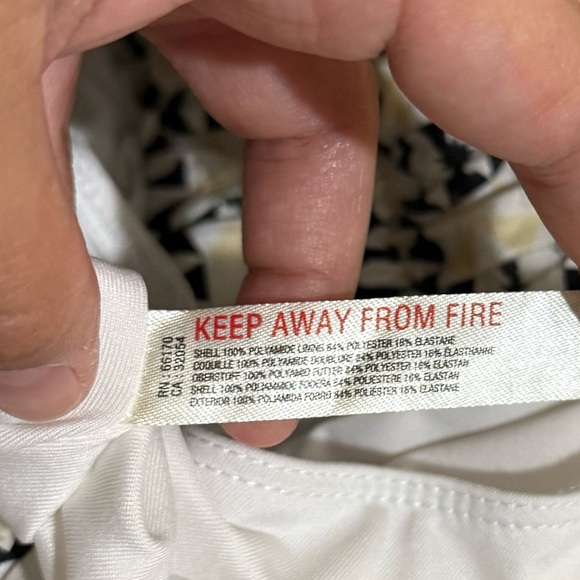 RN 66170
CA 32054
KEEP AWAY FROM FIRE
SHELL 100% POLYAMIDE LINING 84% POLYESTER 16% ELASTANE
COQUILLE 100% POLYAMIDE DOUBLURE 84% POLYESTER 16% ÉLASTHANNE
OBERSTOFF 100% POLYAMID FUTTER 84% POLYESTER 16% ELASTAN
SHELL 100% POLIAMMIDE FODERA 84% POLIESTERE 16% ELASTAN
EXTERIOR 100% POLIAMIDA FORRO 84% POLIESTER 16% ELASTANE